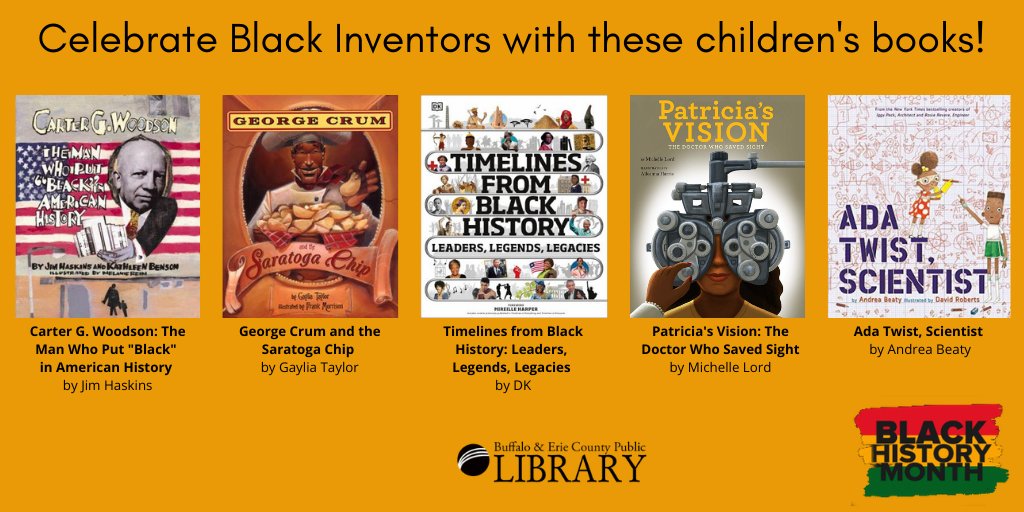 Celebrate Black Inventors with these children's books!
CARTER G. WOODSON
THE MAN
WHO PUT
"BLACK" IN
AMERICAN
HISTORY
BY JIM HASKINS AND KATHLEEN BENSON
ILLUSTRATED BY MELANIE REIM
Carter G. Woodson: The
Man Who Put "Black"
in American History
by Jim Haskins
GEORGE CRUM
and the
Saratoga Chip
by Gaylia Taylor
illustrated by Frank Morrison
George Crum and the
Saratoga Chip
by Gaylia Taylor
DK
TIMELINES
FROM
BLACK
HISTORY
LEADERS, LEGENDS, LEGACIES
FOREWORD
MIREILLE HARPER
Timelines from Black
History: Leaders,
Legends, Legacies
by DK
Patricia's
VISION
THE DOCTOR WHO SAVED SIGHT
by Michelle Lord
Alleanna Harris
Patricia's Vision: The
Doctor Who Saved Sight
by Michelle Lord
From the New York Times bestselling creators of
Iggy Peck, Architect and Rosie Revere, Engineer
ADA
TWIST,
SCIENTIST
by Andrea Beaty illustrated by David Roberts
Ada Twist, Scientist
by Andrea Beaty
Buffalo & Erie County Public
LIBRARY
BLACK
HISTORY
MONTH